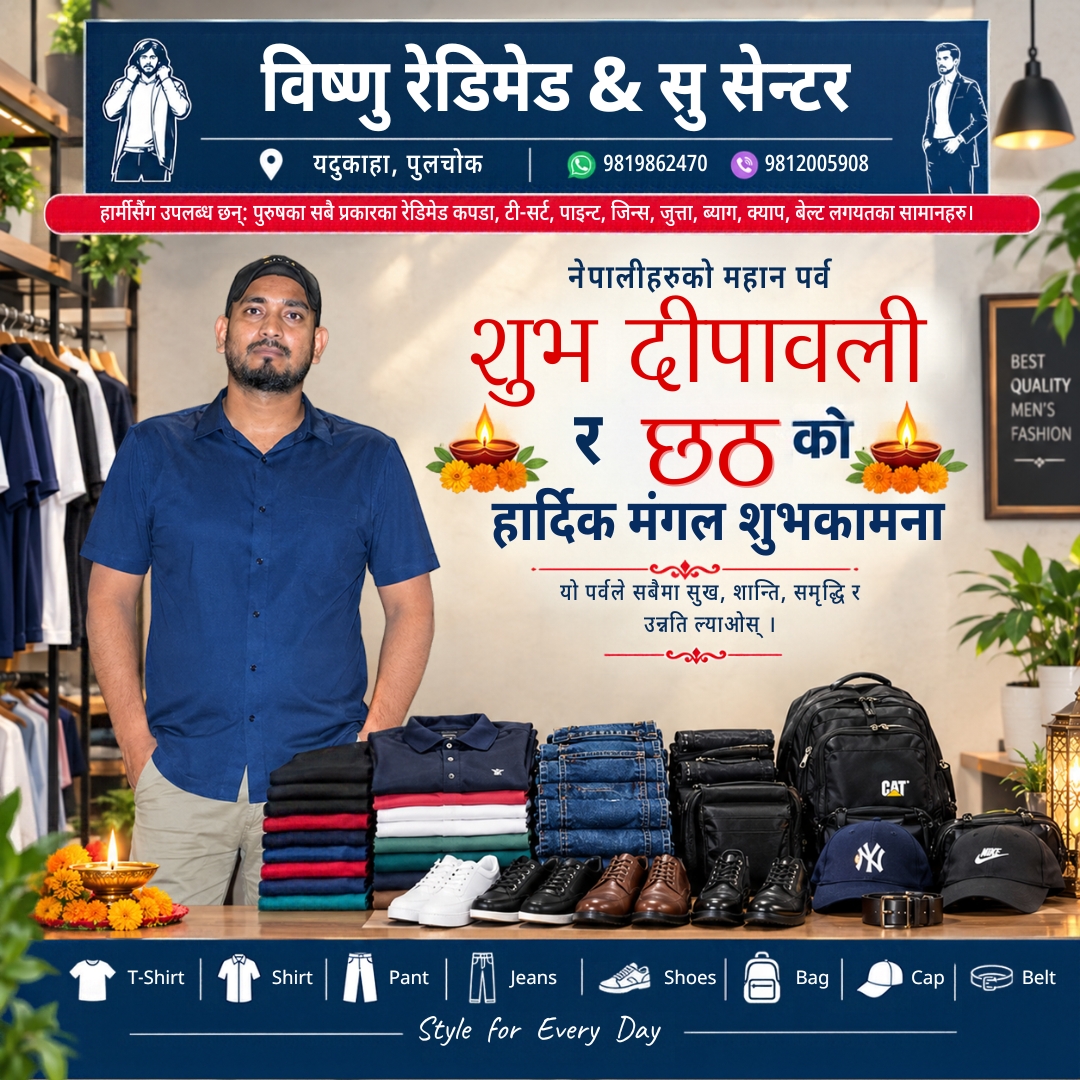 विष्णु रेडिमेड & सु सेन्टर
यदुकाहा, पुलचोक | 9819862470 9812005908
हार्मीसैंग उपलब्ध छन्: पुरुषका सबै प्रकारका रेडिमेड कपडा, टी-सर्ट, पाइन्ट, जिन्स, जुत्ता, ब्याग, क्याप, बेल्ट लगयतका सामानहरु।
नेपालीहरुको महान पर्व
शुभ दीपावली
र छठ को
हार्दिक मंगल शुभकामना
यो पर्वले सबैमा सुख, शान्ति, समृद्धि र
उन्नति ल्याओस् ।
BEST
QUALITY
MEN'S
FASHION
CAT
NY
NIKE
T-Shirt
Shirt
Pant
Jeans
Shoes
Bag
Cap
Belt
Style for Every Day